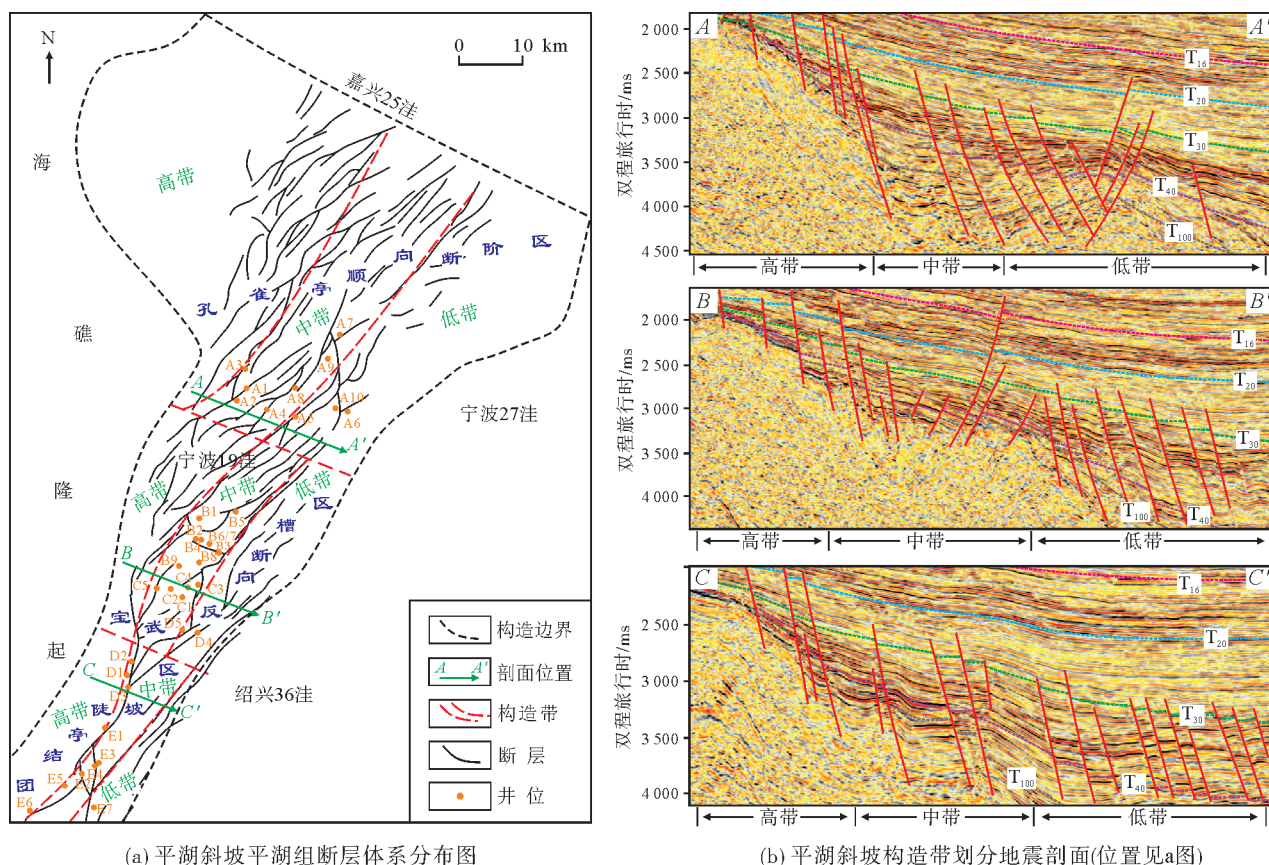 N
0 10 km
嘉兴25洼
海
礁
隆
起
高带
孔雀亭顺向断阶区
中带
低带
A7
A9
A3
A1
A2
A8
A4
A5
A10
A6
A
A'
宁波27洼
宁波19洼
高带
中带
低带
宝武反向断槽区
B1
B5
B2
B6/7
B4
B3
B8
B9
C4
C3
C5
C2
C1
B
B'
D5
D4
D2
D1
D3
C
C'
中带
绍兴36洼
高带
团结亭陡坡区
E1
E3
E4
E5
E2
低带
E6
E7
构造边界
A A' 剖面位置
构造带
断层
井位
(a) 平湖斜坡平湖组断层体系分布图
双程旅行时/ms
2 000
2 500
3 000
3 500
4 000
4 500
A A'
T16
T20
T30
T40
T100
高带 中带 低带
双程旅行时/ms
2 000
2 500
3 000
3 500
4 000
B B'
T16
T20
T30
T100 T40
高带 中带 低带
双程旅行时/ms
2 500
3 000
3 500
4 000
C C'
T16
T20
T30
T100
T40
高带 中带 低带
(b) 平湖斜坡构造带划分地震剖面(位置见a图)